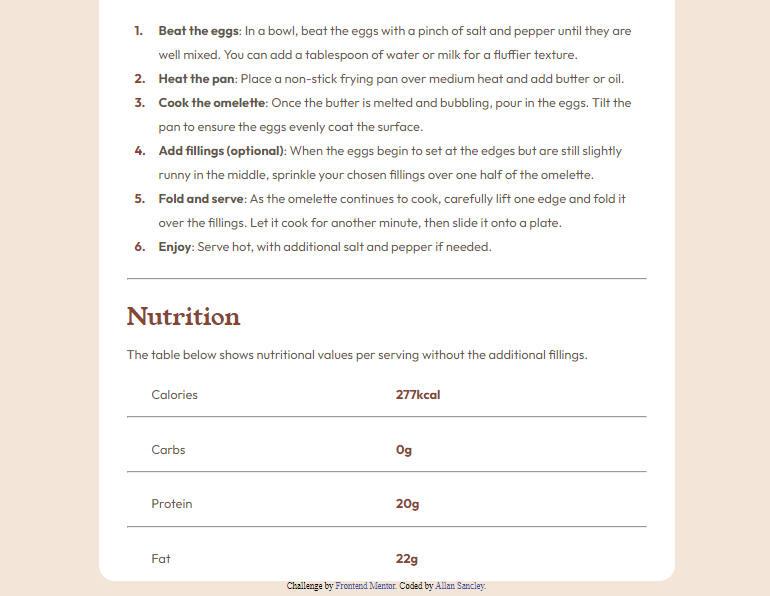 1. Beat the eggs: In a bowl, beat the eggs with a pinch of salt and pepper until they are
well mixed. You can add a tablespoon of water or milk for a fluffier texture.
2. Heat the pan: Place a non-stick frying pan over medium heat and add butter or oil.
3. Cook the omelette: Once the butter is melted and bubbling, pour in the eggs. Tilt the
pan to ensure the eggs evenly coat the surface.
4. Add fillings (optional): When the eggs begin to set at the edges but are still slightly
runny in the middle, sprinkle your chosen fillings over one half of the omelette.
5. Fold and serve: As the omelette continues to cook, carefully lift one edge and fold it
over the fillings. Let it cook for another minute, then slide it onto a plate.
6. Enjoy: Serve hot, with additional salt and pepper if needed.
Nutrition
The table below shows nutritional values per serving without the additional fillings.
Calories 277kcal
Carbs 0g
Protein 20g
Fat 22g
Challenge by Frontend Mentor. Coded by Allan Sancley.